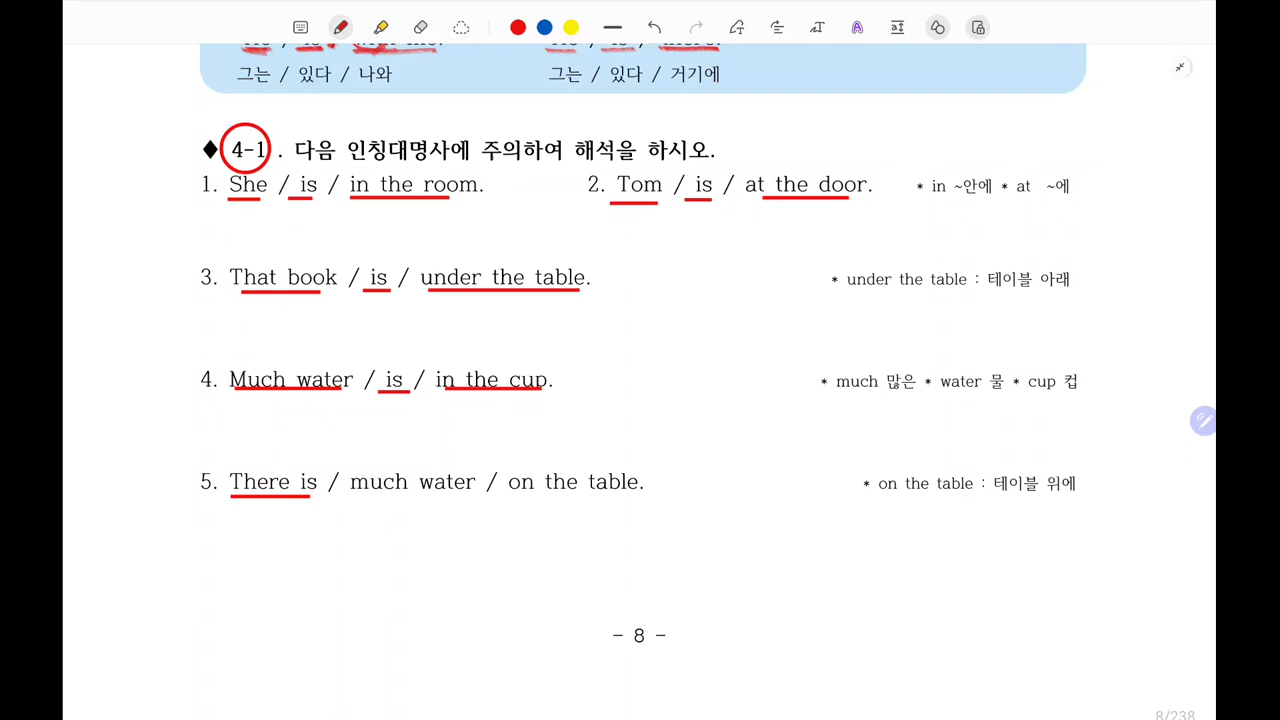 그는 / 있다 / 나와 그는 / 있다 / 거기에
◆ 4-1 . 다음 인칭대명사에 주의하여 해석을 하시오.
1. She / is / in the room. 2. Tom / is / at the door. * in ~안에 * at ~에
3. That book / is / under the table. * under the table : 테이블 아래
4. Much water / is / in the cup. * much 많은 * water 물 * cup 컵
5. There is / much water / on the table. * on the table : 테이블 위에
- 8 -
8/238